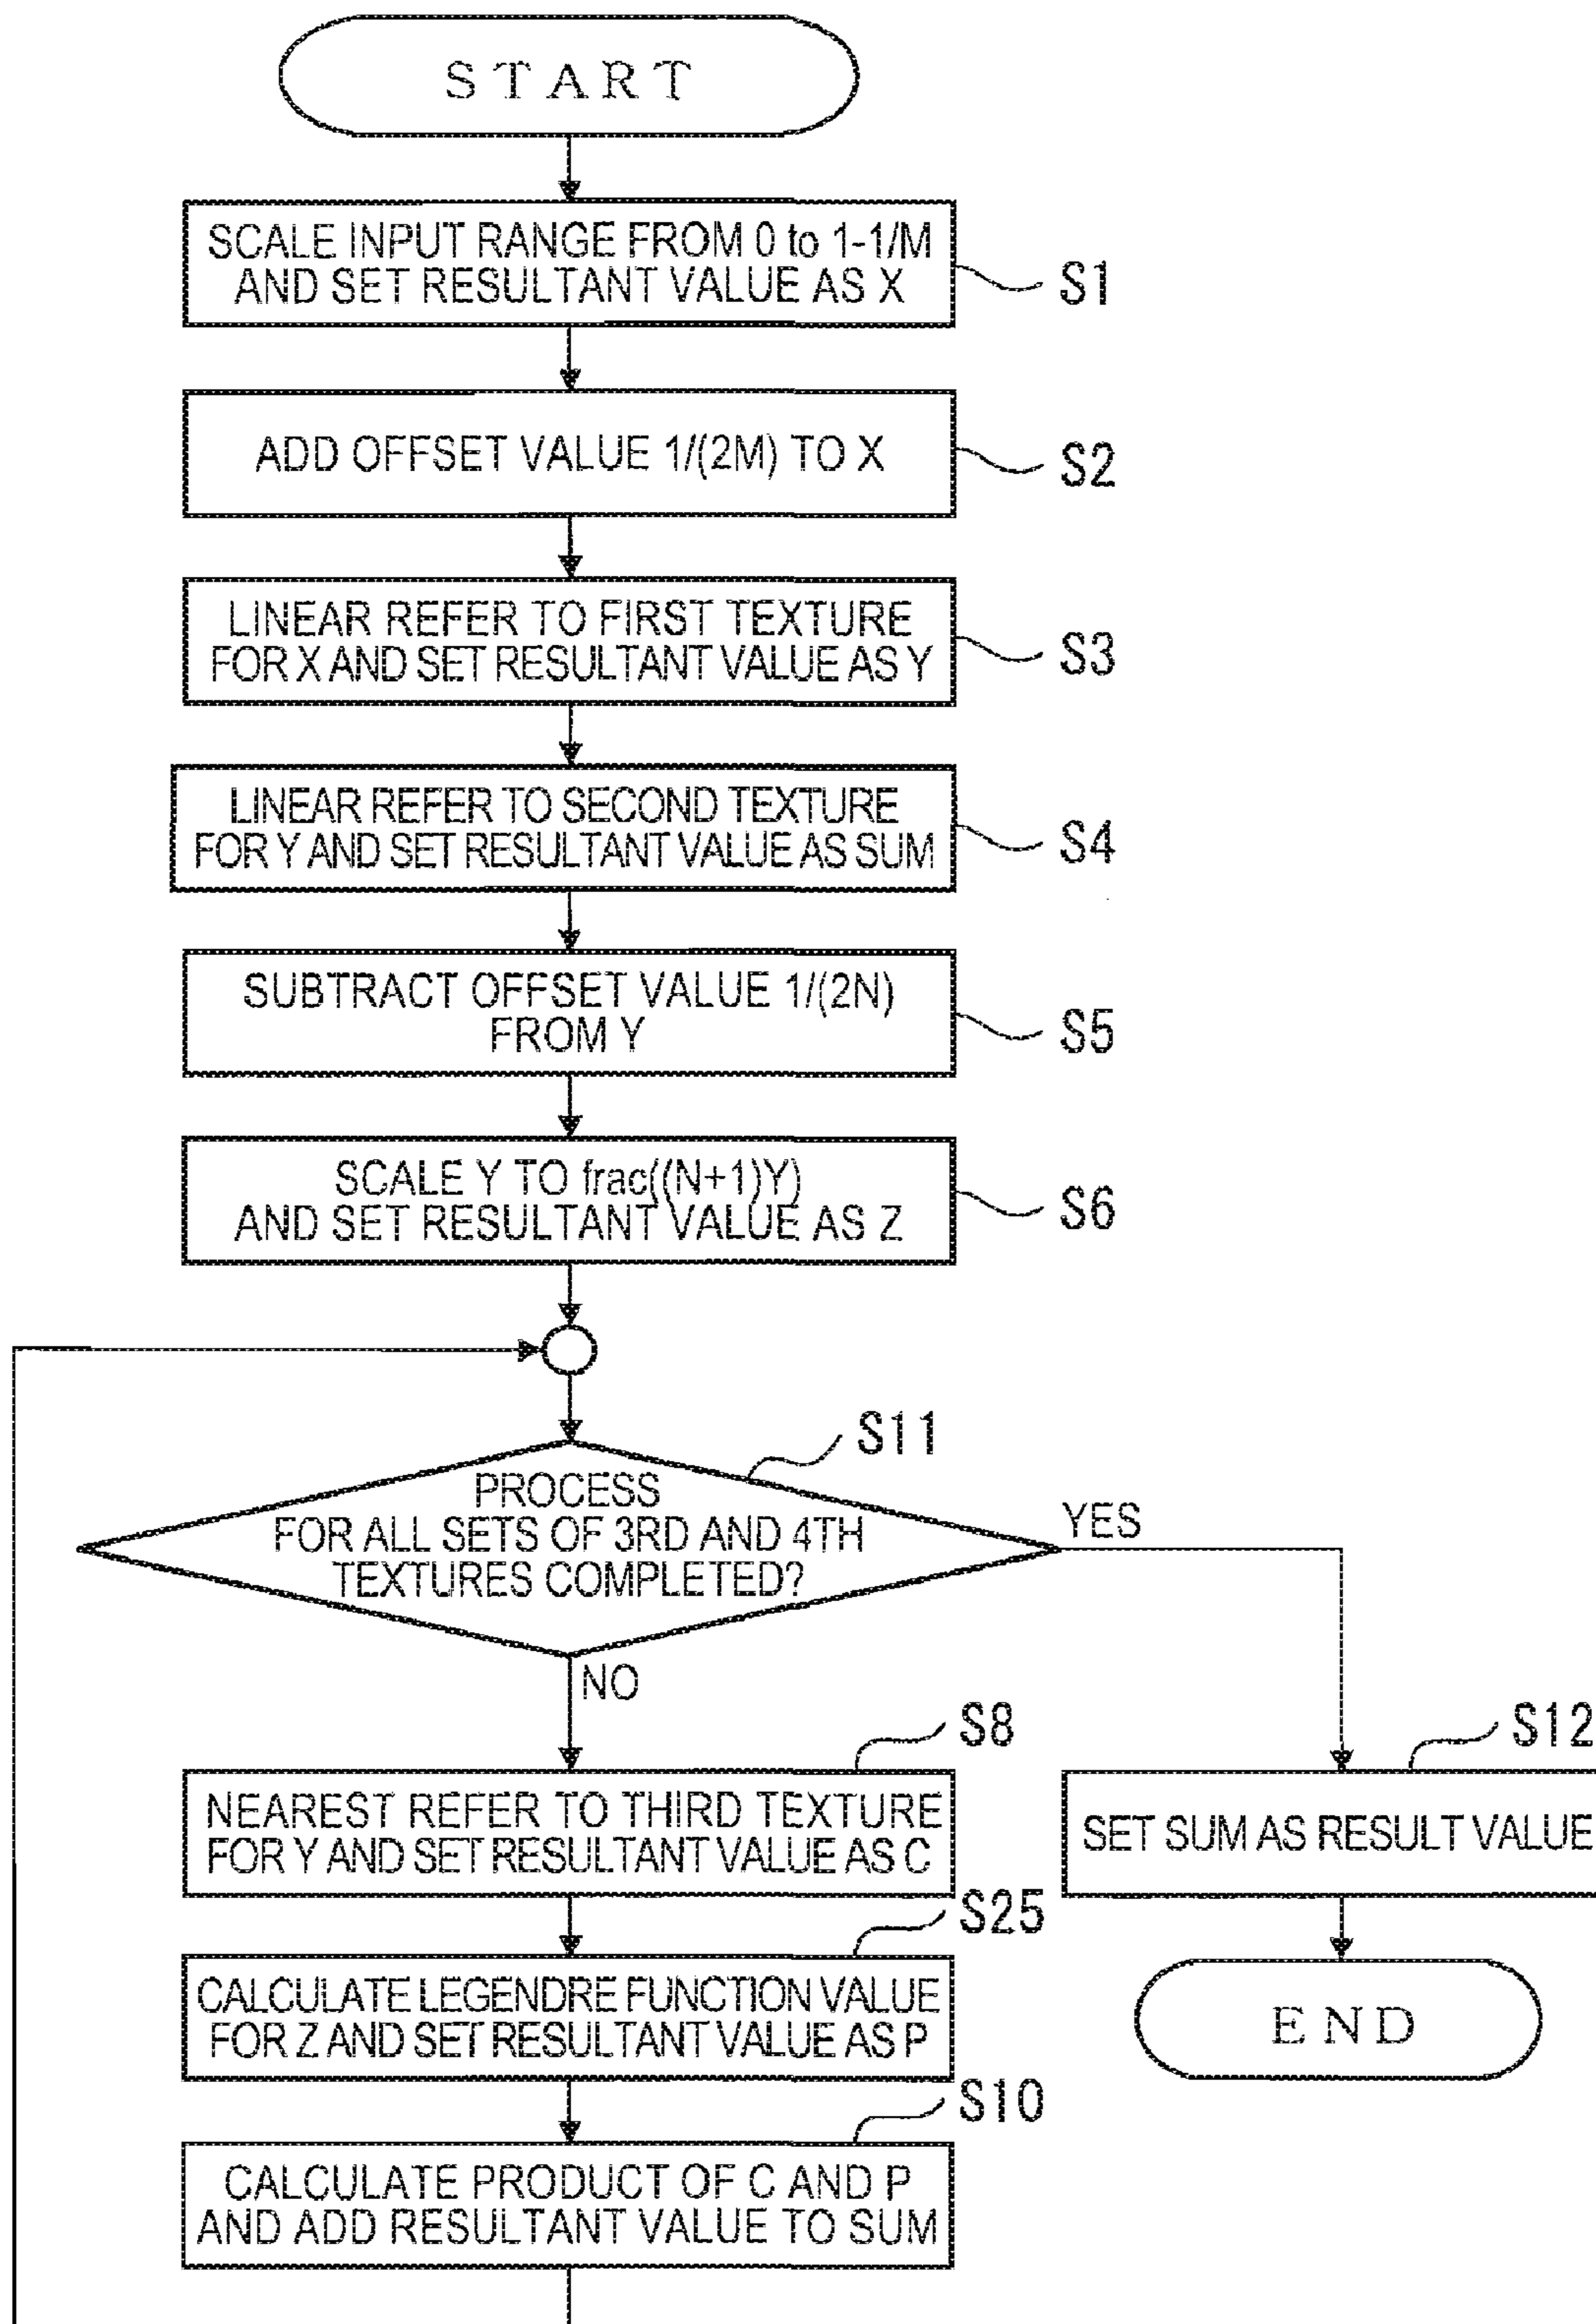 START
SCALE INPUT RANGE FROM 0 to 1-1/M
AND SET RESULTANT VALUE AS X
S1
ADD OFFSET VALUE 1/(2M) TO X
S2
LINEAR REFER TO FIRST TEXTURE
FOR X AND SET RESULTANT VALUE AS Y
S3
LINEAR REFER TO SECOND TEXTURE
FOR Y AND SET RESULTANT VALUE AS SUM
S4
SUBTRACT OFFSET VALUE 1/(2N)
FROM Y
S5
SCALE Y TO frac((N+1)Y)
AND SET RESULTANT VALUE AS Z
S6
S11
PROCESS
FOR ALL SETS OF 3RD AND 4TH
TEXTURES COMPLETED?
YES
NO
S8
NEAREST REFER TO THIRD TEXTURE
FOR Y AND SET RESULTANT VALUE AS C
S12
SET SUM AS RESULT VALUE
S25
CALCULATE LEGENDRE FUNCTION VALUE
FOR Z AND SET RESULTANT VALUE AS P
END
S10
CALCULATE PRODUCT OF C AND P
AND ADD RESULTANT VALUE TO SUM